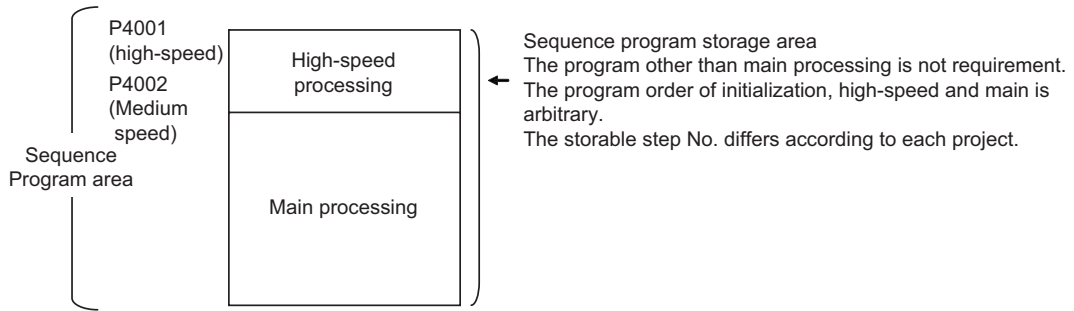 P4001
(high-speed)
P4002
(Medium
speed)
Sequence
Program area
High-speed
processing
Main processing
Sequence program storage area
The program other than main processing is not requirement.
The program order of initialization, high-speed and main is
arbitrary.
The storable step No. differs according to each project.